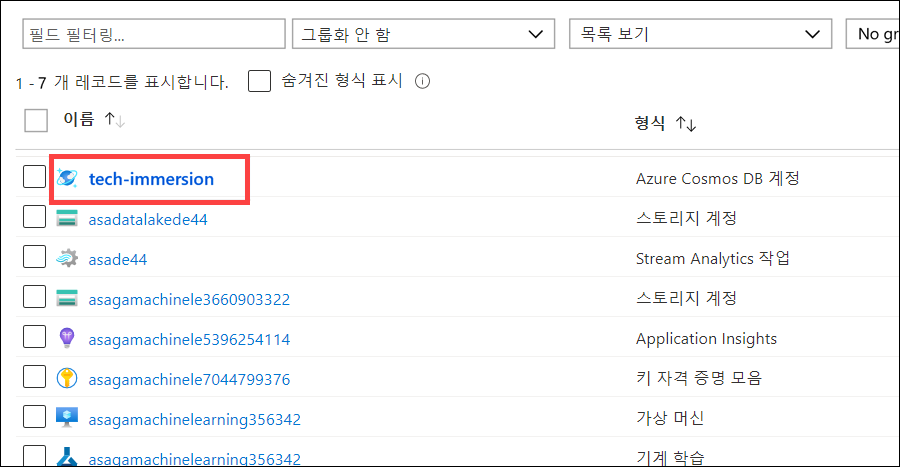 필드 필터링... 그룹화 안 함 목록 보기 No gr
1 - 7 개 레코드를 표시합니다. 숨겨진 형식 표시
이름 형식
tech-immersion Azure Cosmos DB 계정
asadatalakede44 스토리지 계정
asade44 Stream Analytics 작업
asagamachinele3660903322 스토리지 계정
asagamachinele5396254114 Application Insights
asagamachinele7044799376 키 자격 증명 모음
asagamachinelearning356342 가상 머신
asagamachinelearning356342 기계 학습